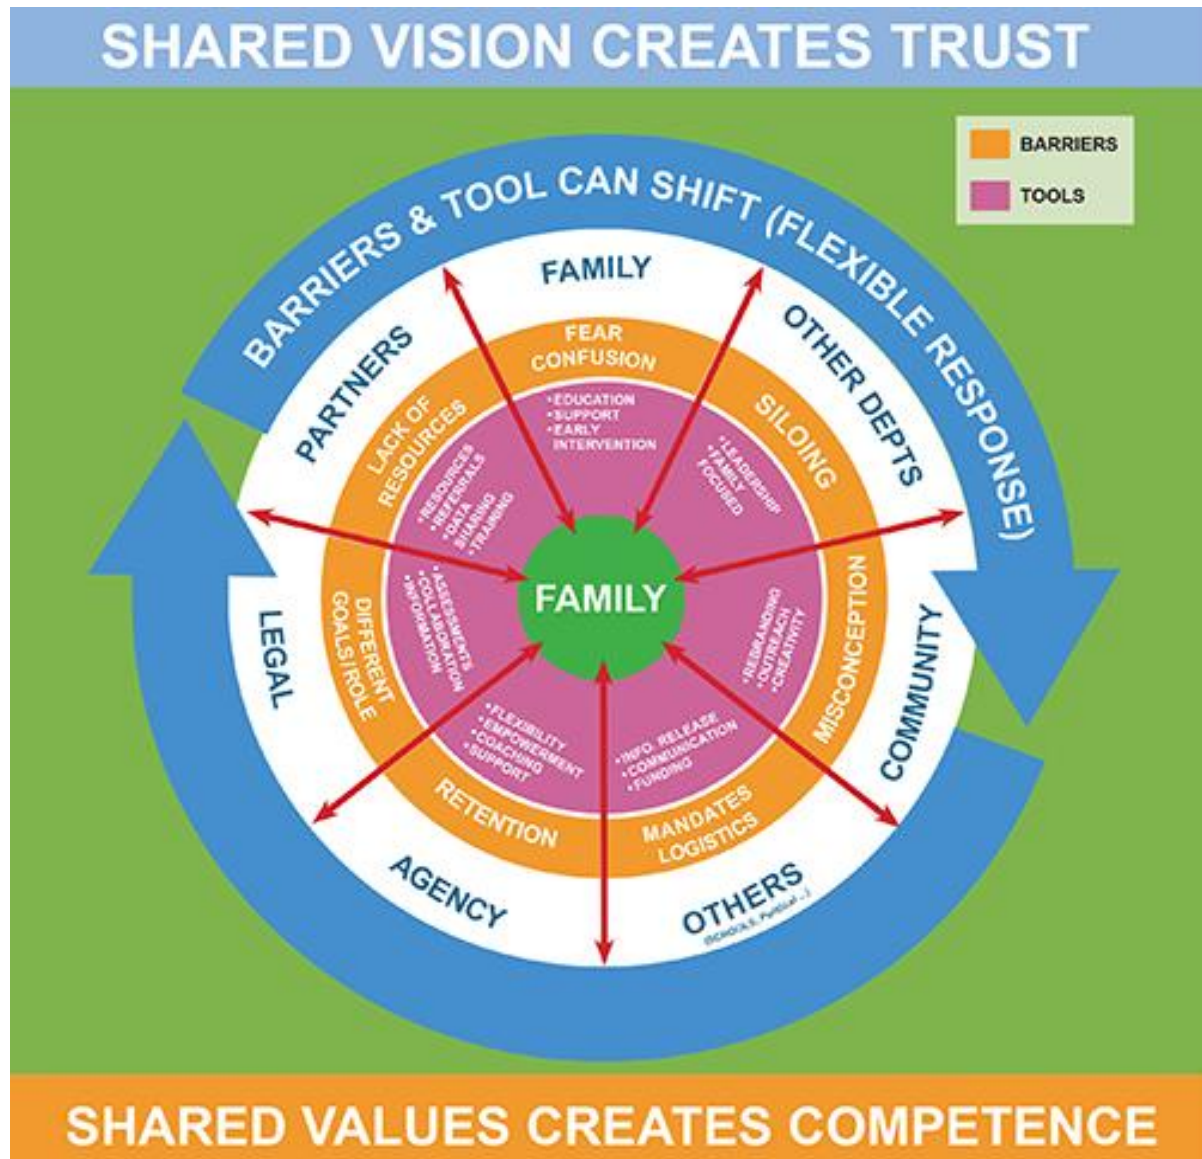 SHARED VISION CREATES TRUST
BARRIERS
TOOLS
BARRIERS & TOOL CAN SHIFT (FLEXIBLE RESPONSE)
FAMILY
OTHER DEPTS
COMMUNITY
OTHERS
(SCHOOLS, Political ...)
AGENCY
LEGAL
PARTNERS
FEAR
CONFUSION
SILOING
MISCONCEPTION
MANDATES
LOGISTICS
RETENTION
DIFFERENT
GOALS/ROLE
LACK OF
RESOURCES
•EDUCATION
•SUPPORT
•EARLY
INTERVENTION
•LEADERSHIP
•FAMILY
FOCUSED
•REBRANDING
•OUTREACH
•CREATIVITY
•INFO. RELEASE
•COMMUNICATION
•FUNDING
•FLEXIBILITY
•EMPOWERMENT
•COACHING
•SUPPORT
•ASSESSMENTS
•COLLABORATION
•INFORMATION
•RESOURCES
•REFERRALS
•DATA
SHARING
•TRAINING
FAMILY
SHARED VALUES CREATES COMPETENCE